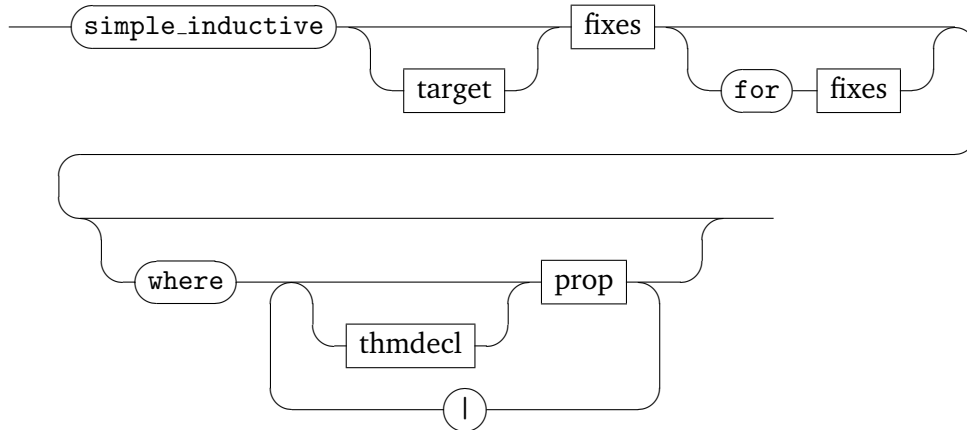 simple_inductive fixes
target for fixes
where prop
thmdecl
|